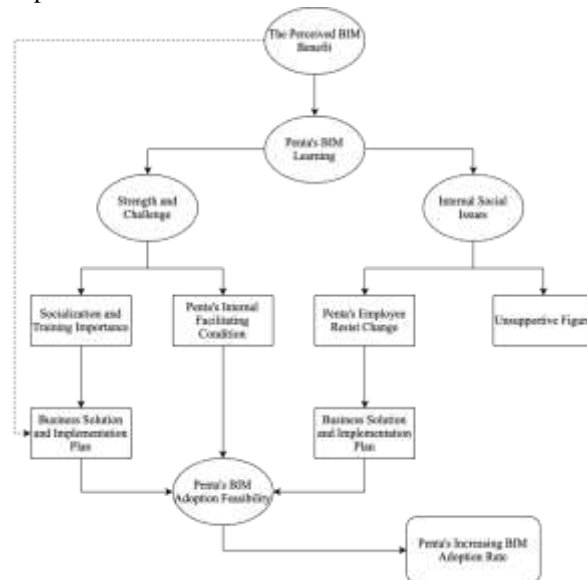 The Perceived BIM
Benefit
Penta's BIM
Learning
Strength and
Challenge
Internal Social
Issues
Socialization and
Training Importance
Penta's Internal
Facilitating
Condition
Penta's Employee
Resist Change
Unsupportive Figure
Business Solution
and Implementation
Plan
Business Solution
and Implementation
Plan
Penta's BIM
Adoption Feasibility
Penta's Increasing BIM
Adoption Rate